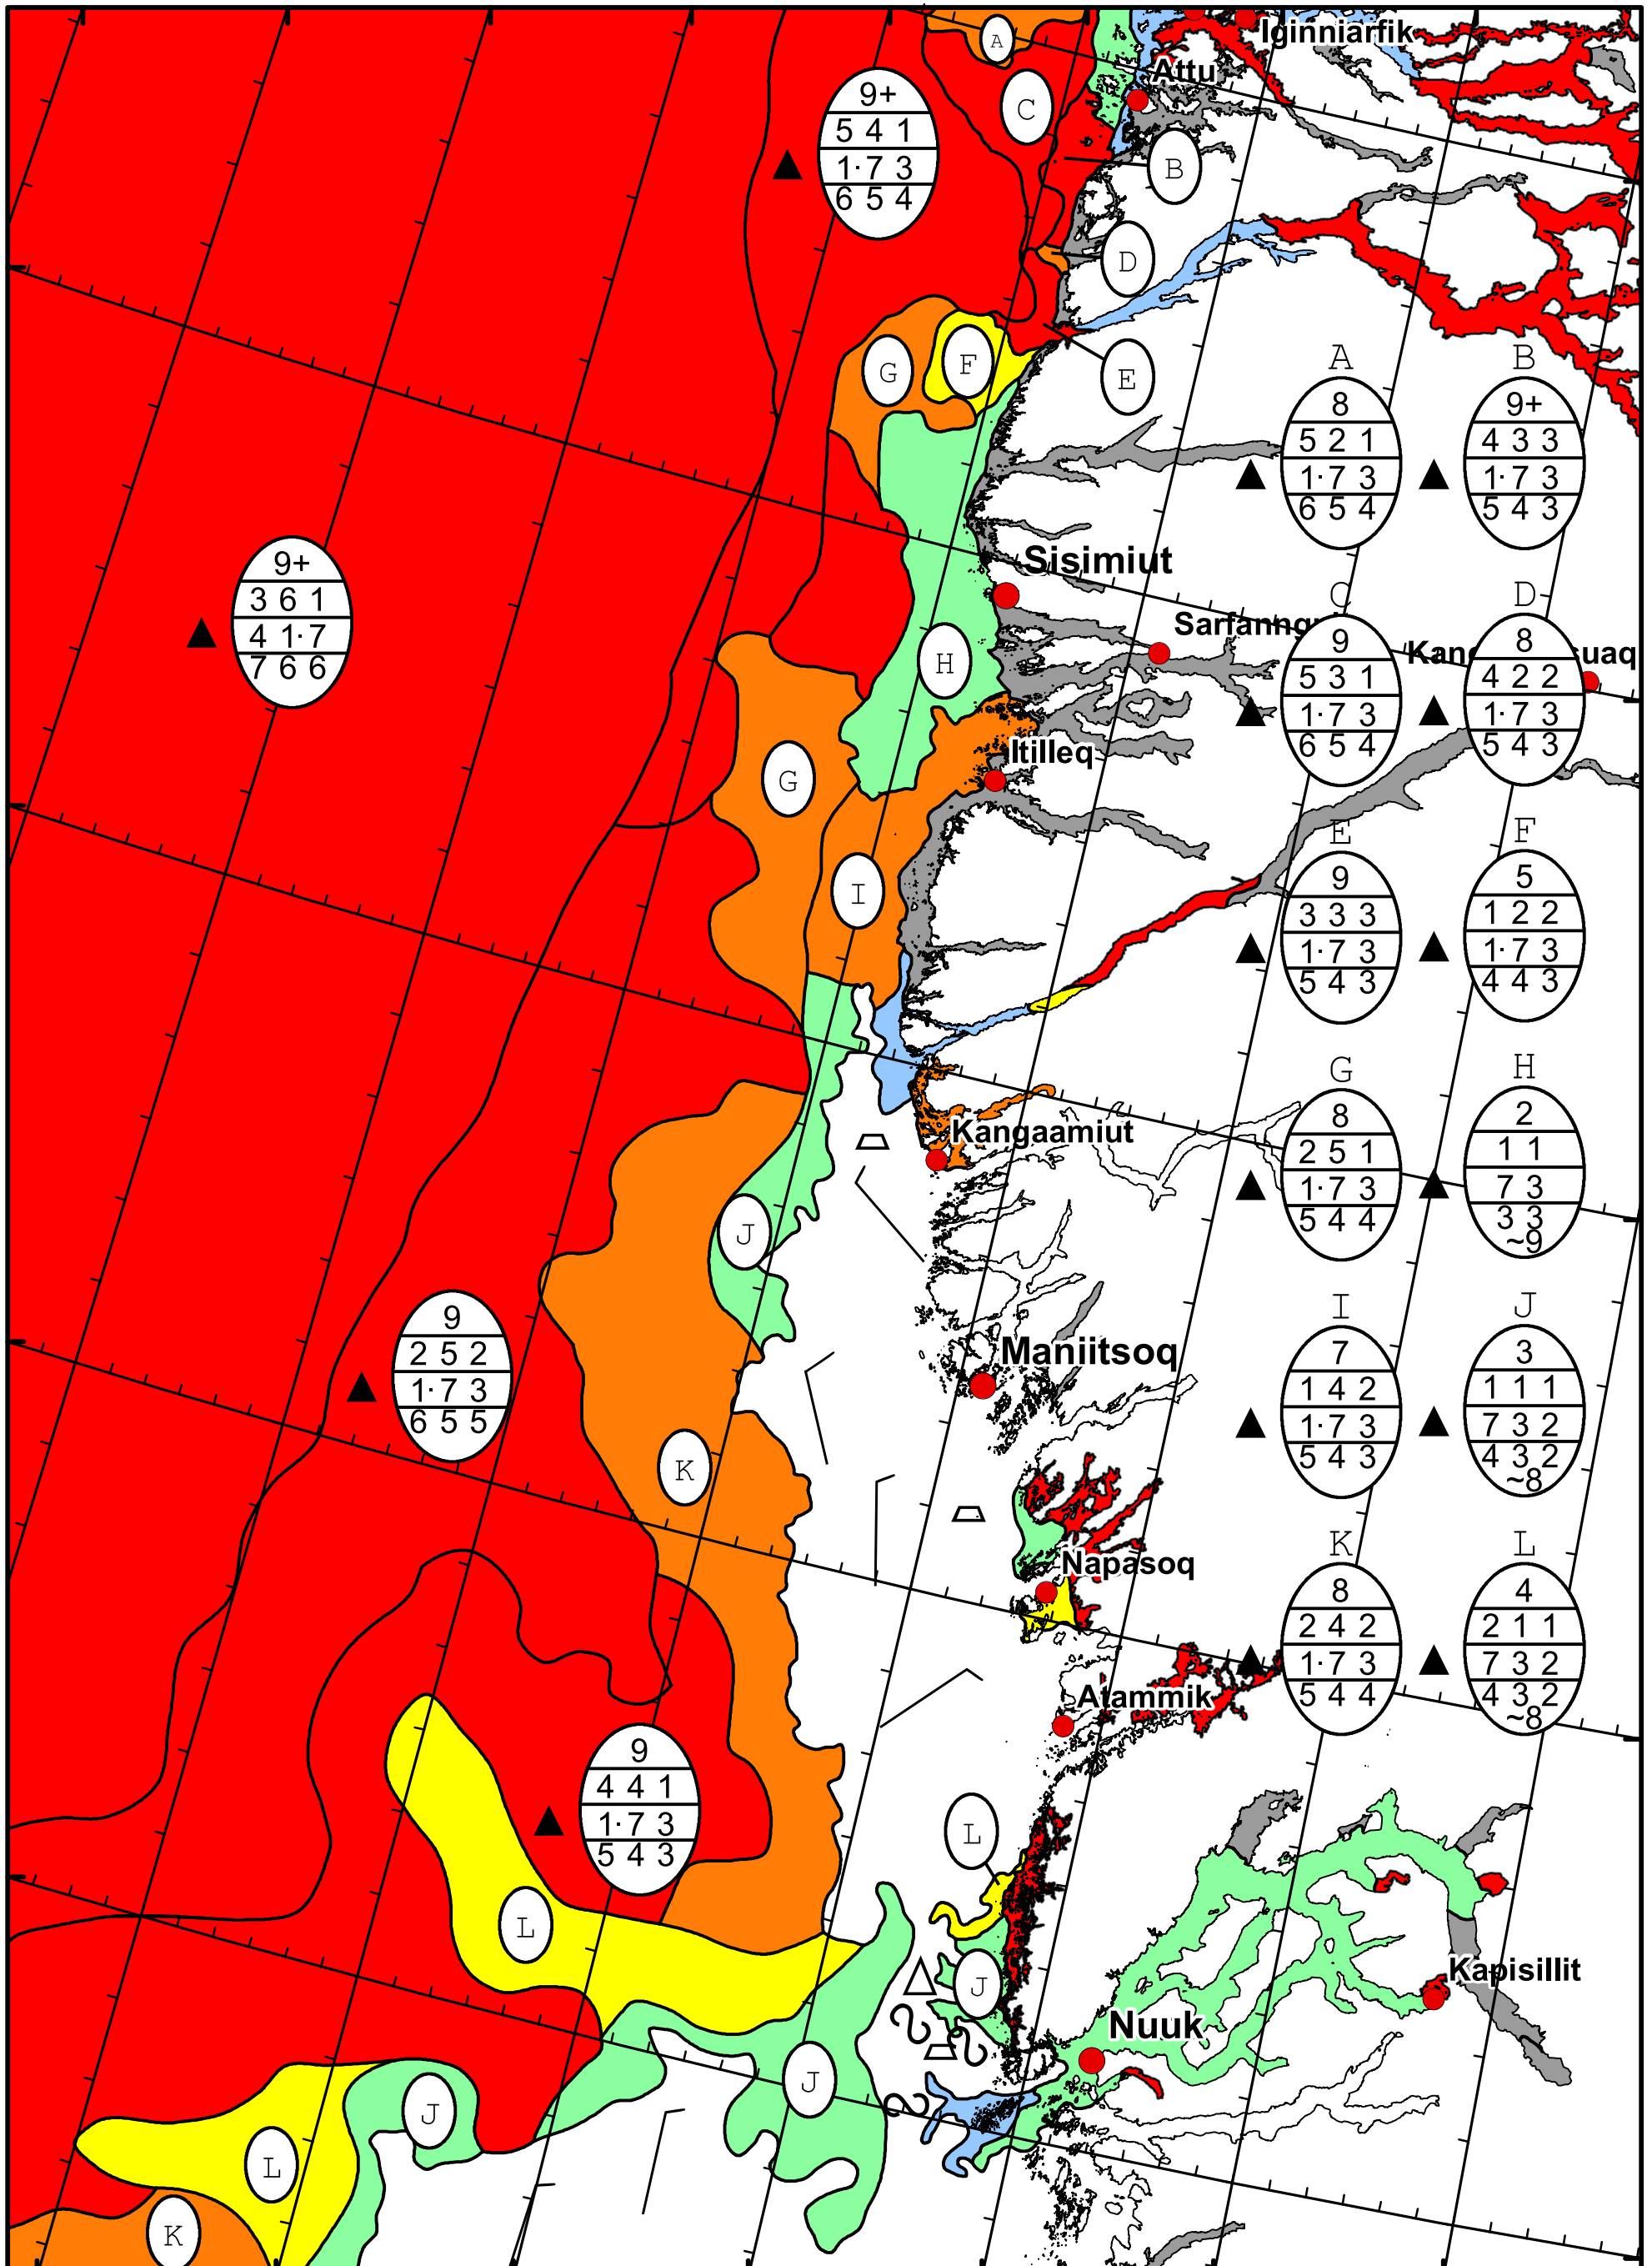 Iginniarfik
A
Attu
9+
5 4 1
1·7 3
6 5 4
C
B
D
G
F
E
A
8
5 2 1
1·7 3
6 5 4
B
9+
4 3 3
1·7 3
5 4 3
9+
3 6 1
4 1·7
7 6 6
Sisimiut
H
Sarfanng
C
9
5 3 1
1·7 3
6 5 4
Kan
suaq
D
8
4 2 2
1·7 3
5 4 3
Itilleq
G
I
E
9
3 3 3
1·7 3
5 4 3
F
5
1 2 2
1·7 3
4 4 3
Kangaamiut
J
G
8
2 5 1
1·7 3
5 4 4
H
2
1 1
7 3
3 3
~9
9
2 5 2
1·7 3
6 5 5
Maniitsoq
I
7
1 4 2
1·7 3
5 4 3
J
3
1 1 1
7 3 2
4 3 2
~8
K
Napasoq
K
8
2 4 2
1·7 3
5 4 4
L
4
2 1 1
7 3 2
4 3 2
~8
Atammik
9
4 4 1
1·7 3
5 4 3
L
L
J
Kapisillit
Nuuk
J
J
L
K